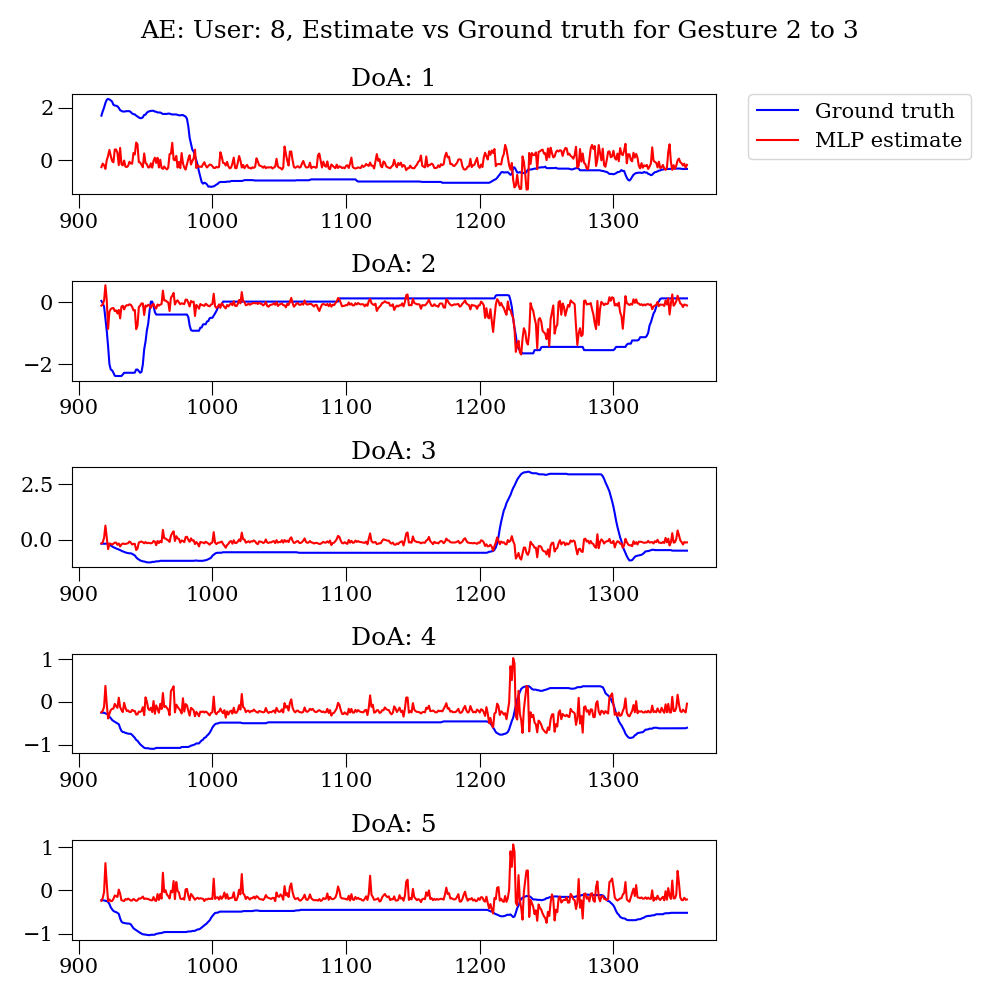 AE: User: 8, Estimate vs Ground truth for Gesture 2 to 3
DoA: 1
Ground truth
MLP estimate
2
0
900 1000 1100 1200 1300
DoA: 2
0
−2
900 1000 1100 1200 1300
DoA: 3
2.5
0.0
900 1000 1100 1200 1300
DoA: 4
1
0
−1
900 1000 1100 1200 1300
DoA: 5
1
0
−1
900 1000 1100 1200 1300